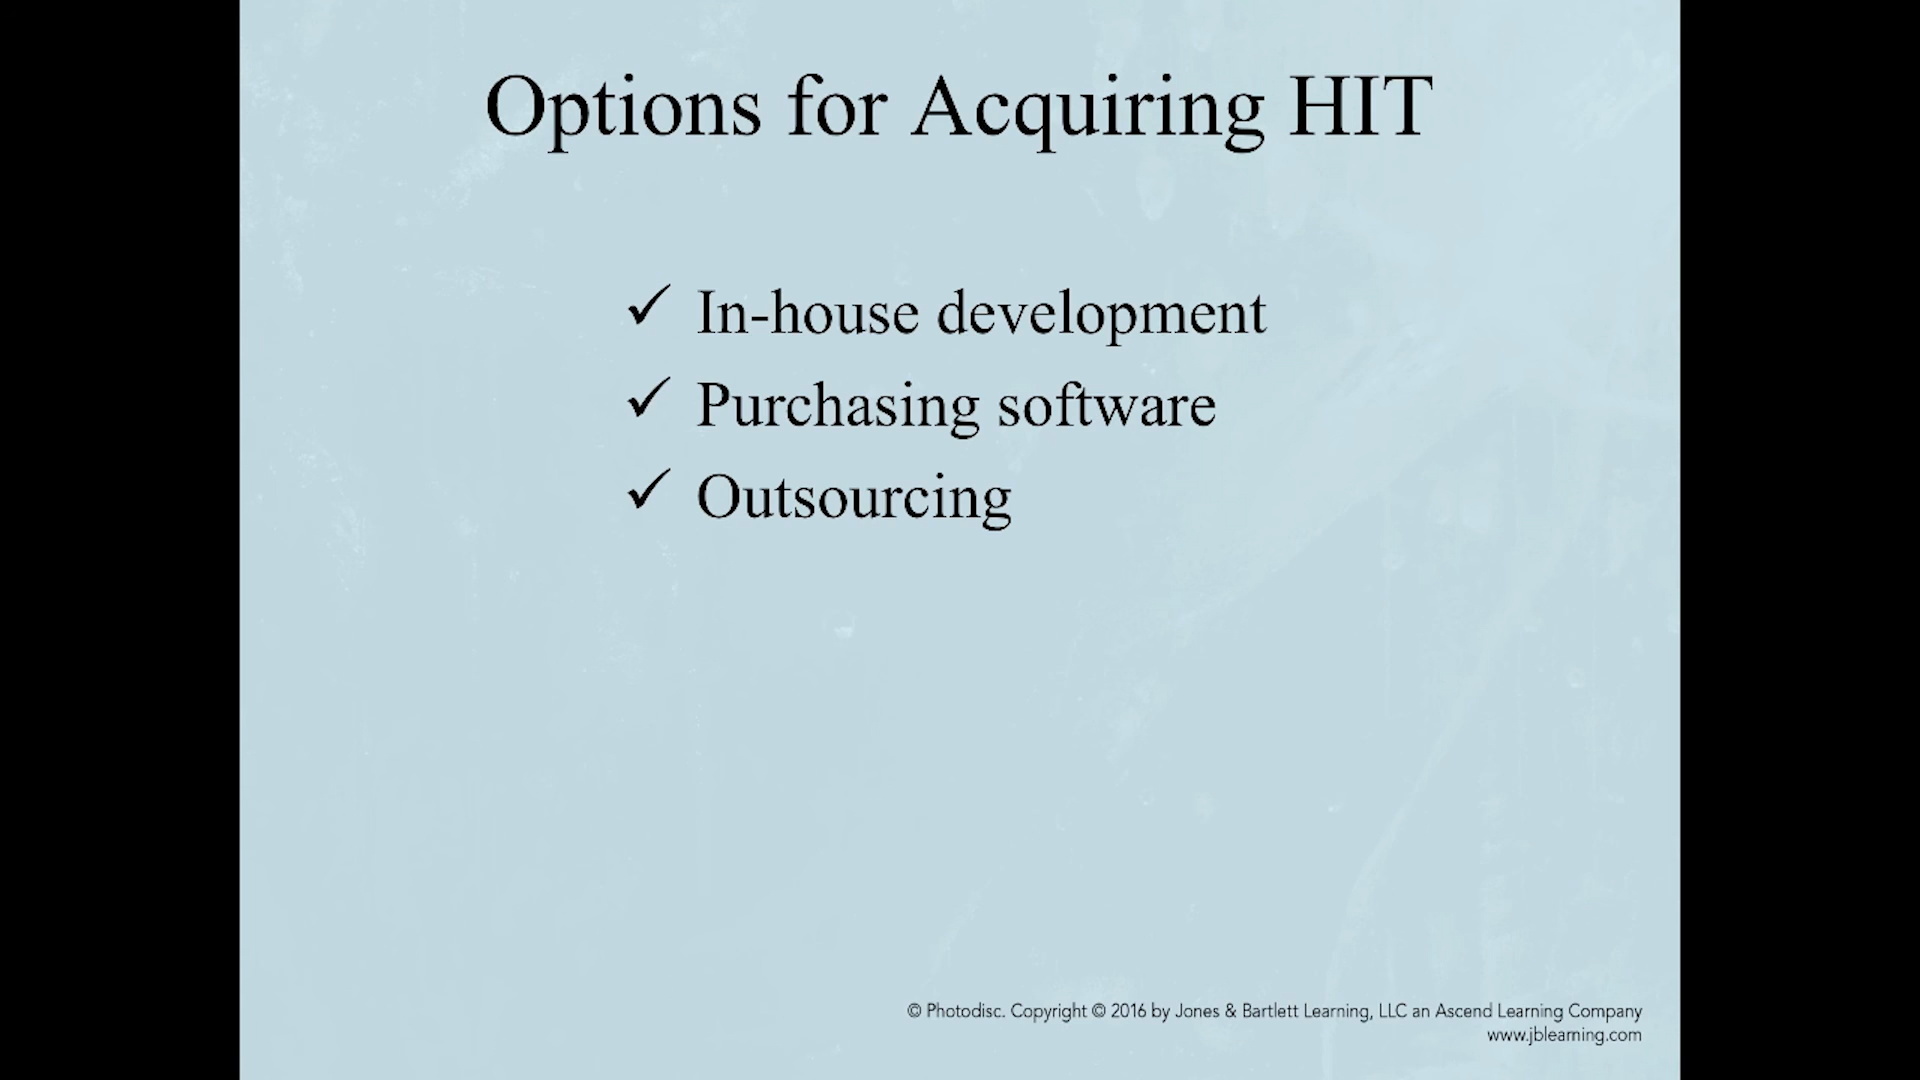 Options for Acquiring HIT
✓ In-house development
✓ Purchasing software
✓ Outsourcing
© Photodisc. Copyright © 2016 by Jones & Bartlett Learning, LLC an Ascend Learning Company
www.jblearning.com